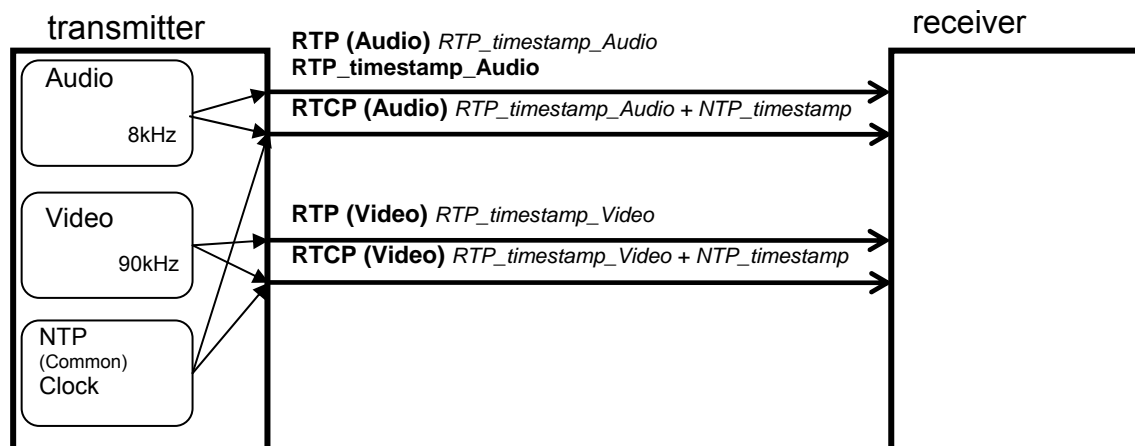 transmitter
receiver
Audio
8kHz
RTP (Audio) RTP_timestamp_Audio
RTP_timestamp_Audio
RTCP (Audio) RTP_timestamp_Audio + NTP_timestamp
Video
90kHz
RTP (Video) RTP_timestamp_Video
RTCP (Video) RTP_timestamp_Video + NTP_timestamp
NTP
(Common)
Clock